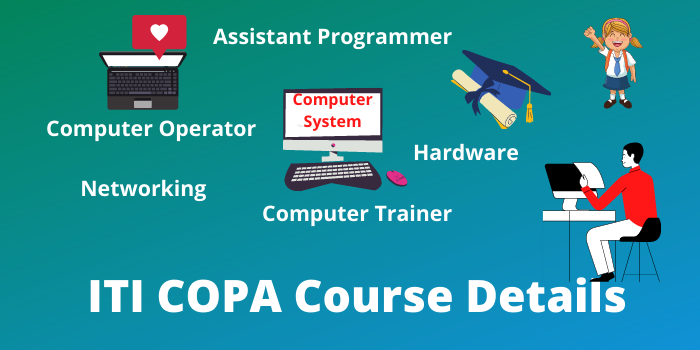 Assistant Programmer
Computer
System
Computer Operator
Hardware
Networking
Computer Trainer
ITI COPA Course Details